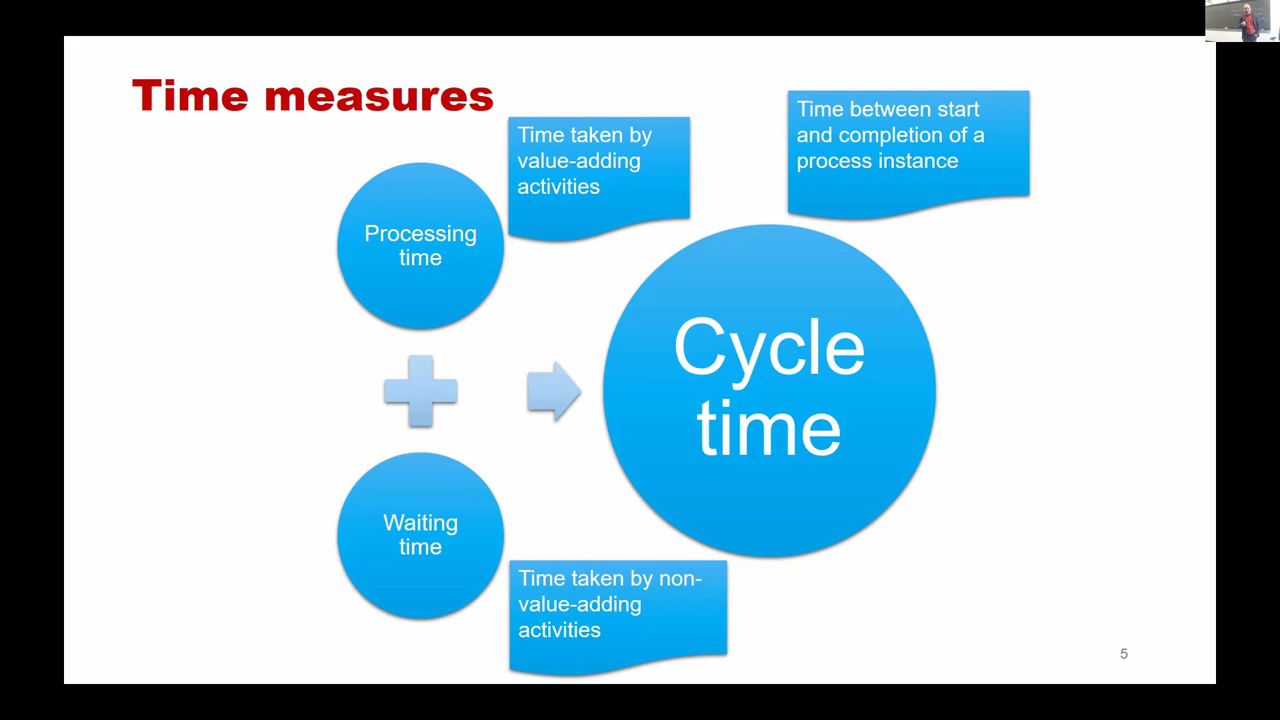 Time measures
Time taken by
value-adding
activities
Time between start
and completion of a
process instance
Processing
time
Cycle
time
Waiting
time
Time taken by non-
value-adding
activities
5